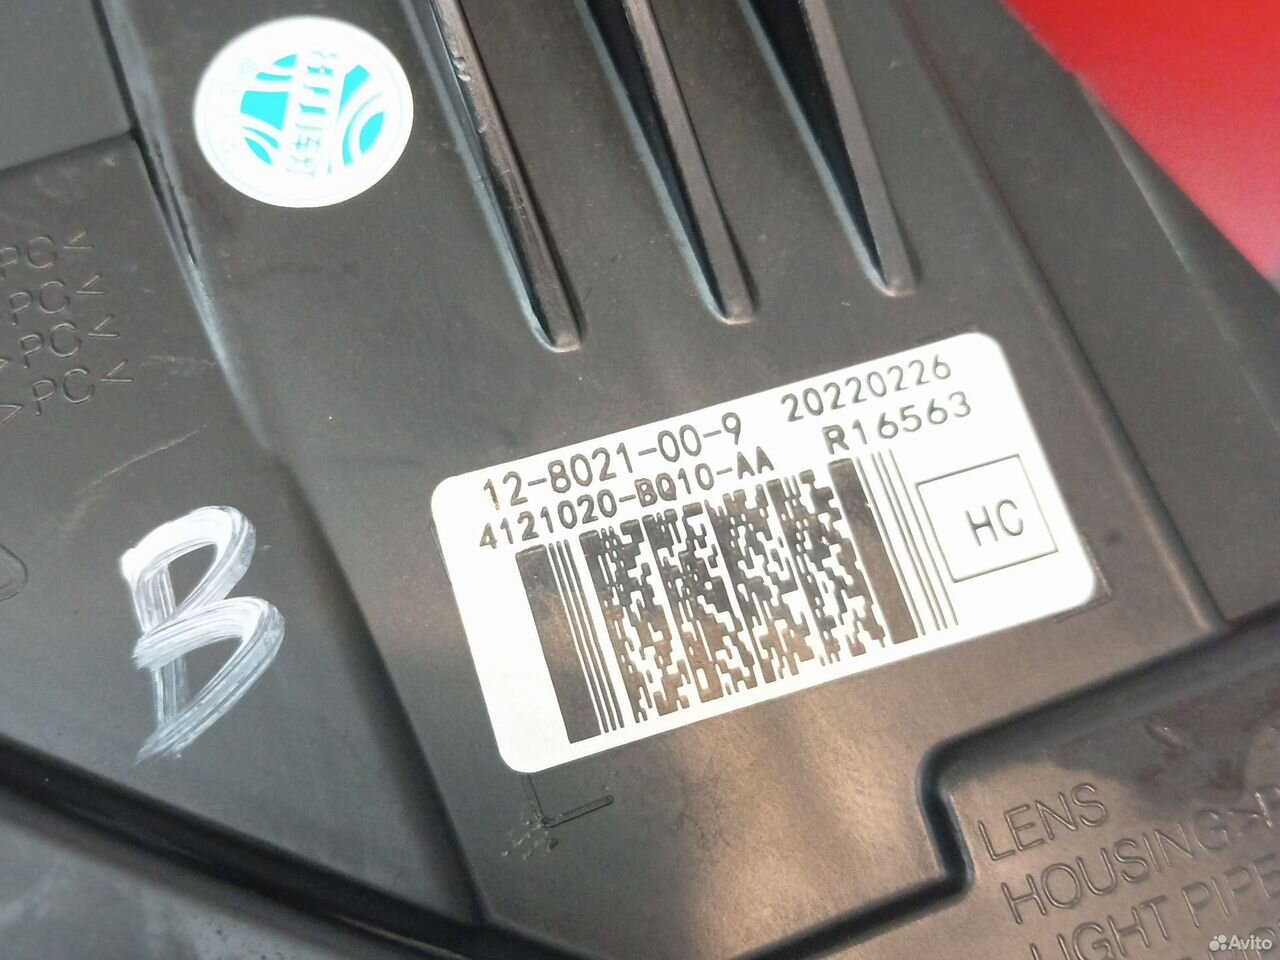 PC<
PC<
>PC<
>PC<
12-8021-00-9 20220226
4121020-BQ10-AA R16563
HC
B
LENS
HOUSING>P
LIGHT PIPE
Avito